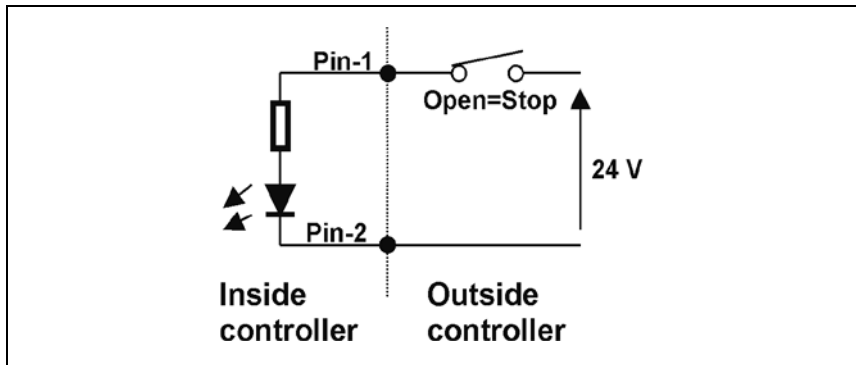 Pin-1
Open=Stop
24 V
Pin-2
Inside
controller
Outside
controller